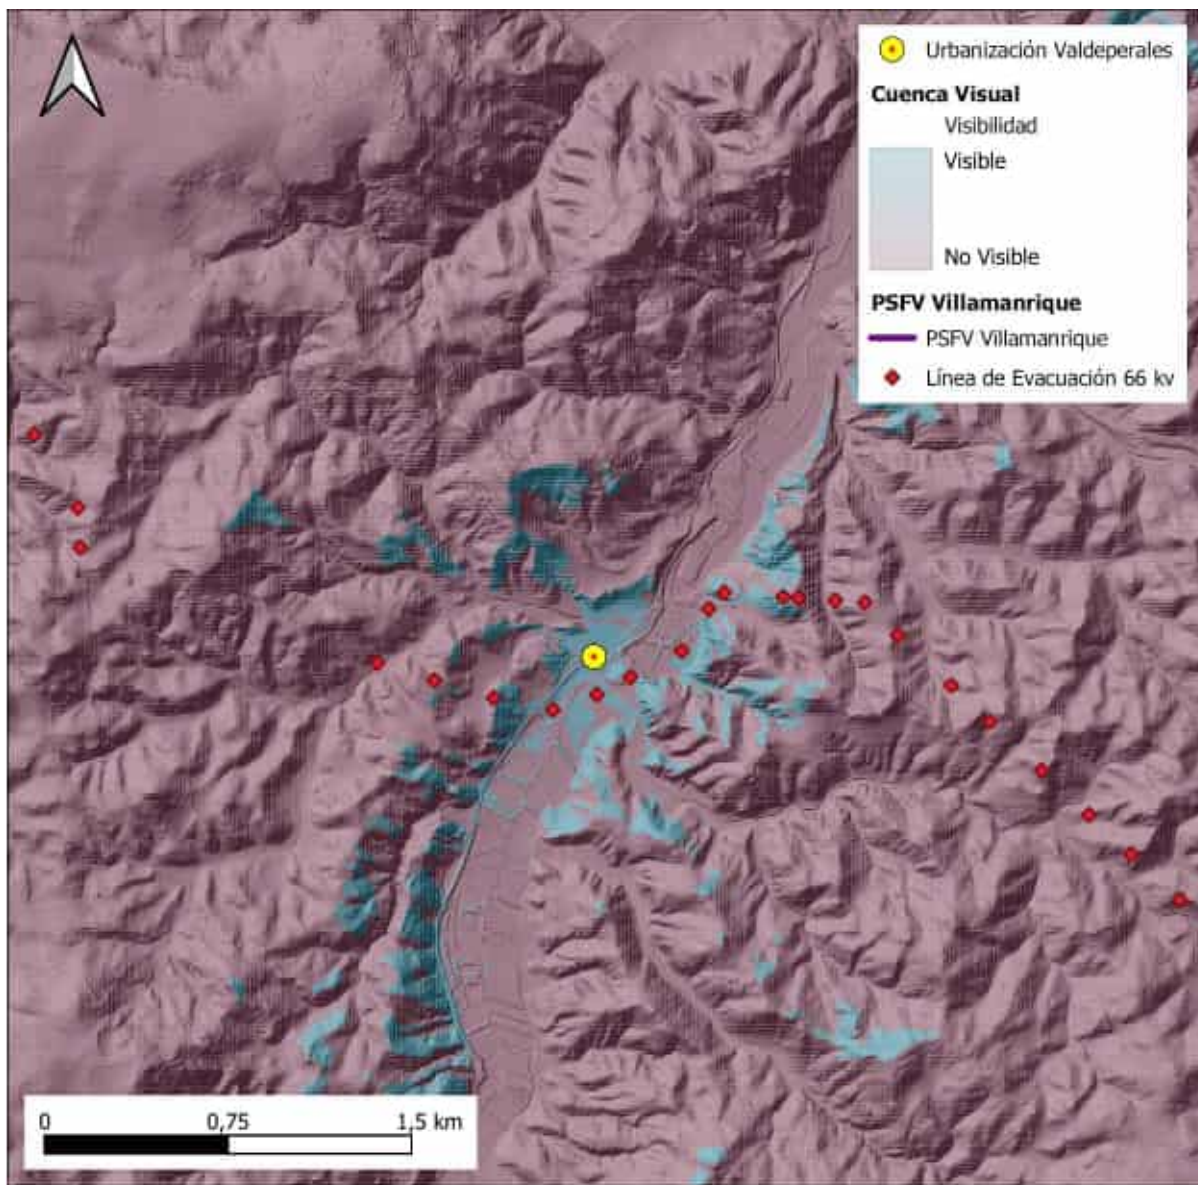 Urbanización Valdeperales
Cuenca Visual
Visibilidad
Visible
No Visible
PSFV Villamanrique
PSFV Villamanrique
Línea de Evacuación 66 kv
0 0,75 1,5 km